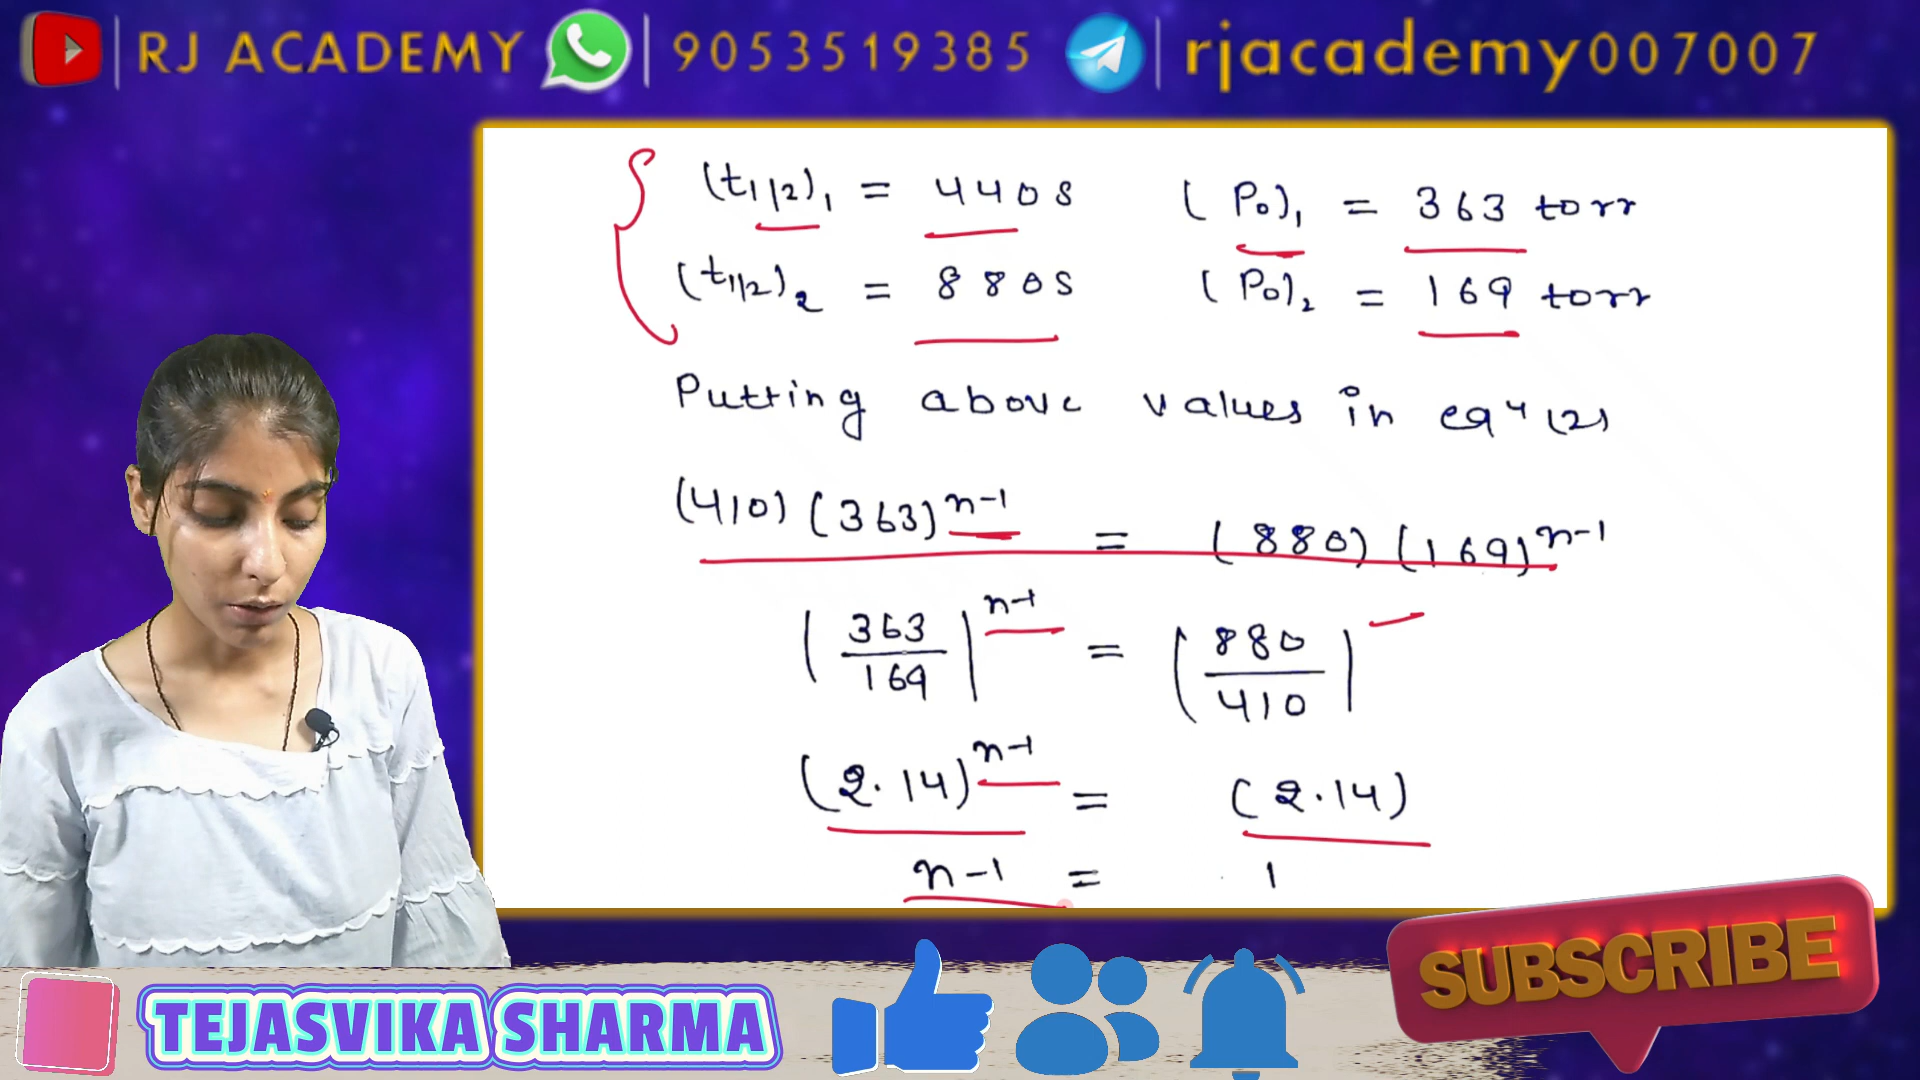 RJ ACADEMY | 9053519385 | rjacademy007007
(t1/2)1 = 440 s (P0)1 = 363 torr
(t1/2)2 = 880s (P0)2 = 169 torr
Putting above values in eqn (2)
(410) (363)^n-1 = (880) (169)^n-1
(363/169)^n-1 = (880/410)
(2.14)^n-1 = (2.14)
n-1 = 1
SUBSCRIBE
TEJASVIKA SHARMA